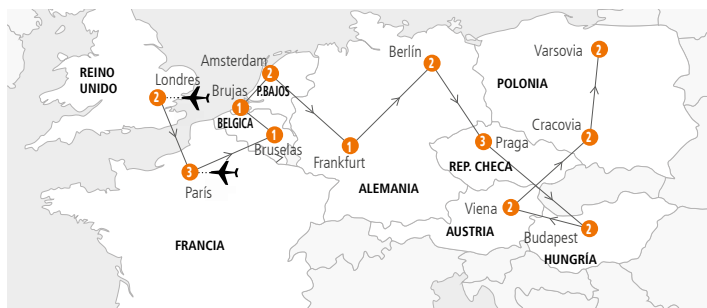 REINO
UNIDO
Londres
2
Amsterdam
2
P.BAJOS
Brujas
1
BELGICA
1
Bruselas
3
París
FRANCIA
1
Frankfurt
ALEMANIA
Berlín
2
Varsovia
2
POLONIA
Cracovia
2
3
Praga
REP. CHECA
Viena
2
AUSTRIA
Budapest
2
HUNGRÍA